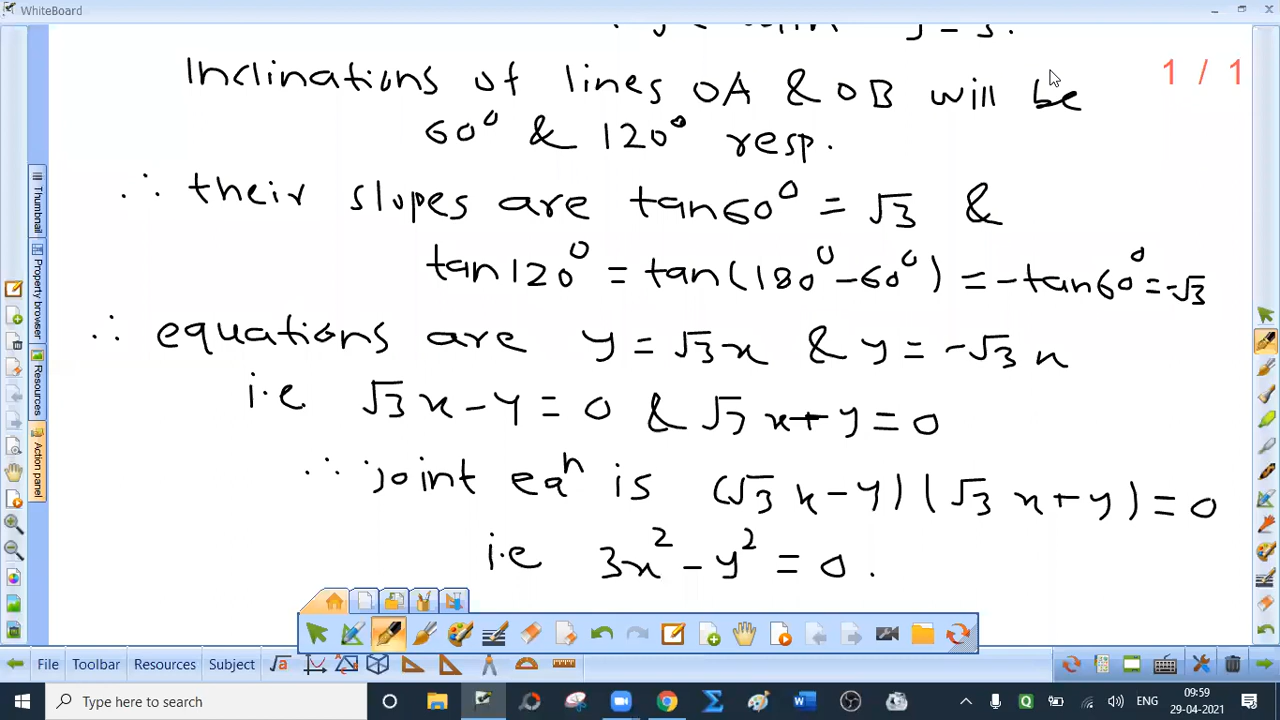 WhiteBoard
1 / 1
Inclinations of lines OA & OB will be
60° & 120° resp.
∴ their slopes are tan60° = √3 &
tan120° = tan(180° - 60°) = -tan60° = -√3
∴ equations are y = √3x & y = -√3x
i.e √3x - y = 0 & √3x + y = 0
∴ joint eqⁿ is (√3x - y)(√3x + y) = 0
i.e 3x² - y² = 0.
Thumbnail
Property browser
Resources
Action panel
File Toolbar Resources Subject
Type here to search
ENG
09:59
29-04-2021